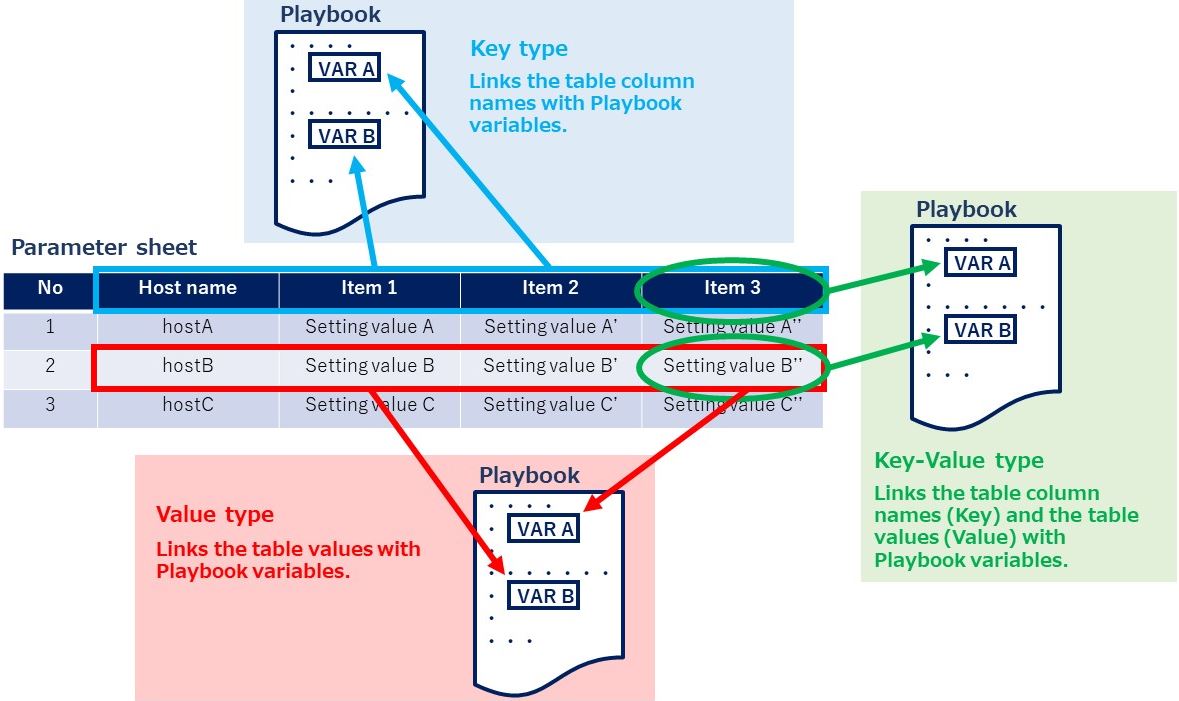 Playbook
VAR A
VAR B
Key type
Links the table column
names with Playbook
variables.
Parameter sheet
No Host name Item 1 Item 2 Item 3
1 hostA Setting value A Setting value A’ Setting value A’’
2 hostB Setting value B Setting value B’ Setting value B’’
3 hostC Setting value C Setting value C’ Setting value C’’
Playbook
VAR A
VAR B
Key-Value type
Links the table column
names (Key) and the table
values (Value) with
Playbook variables.
Value type
Links the table values with
Playbook variables.
Playbook
VAR A
VAR B